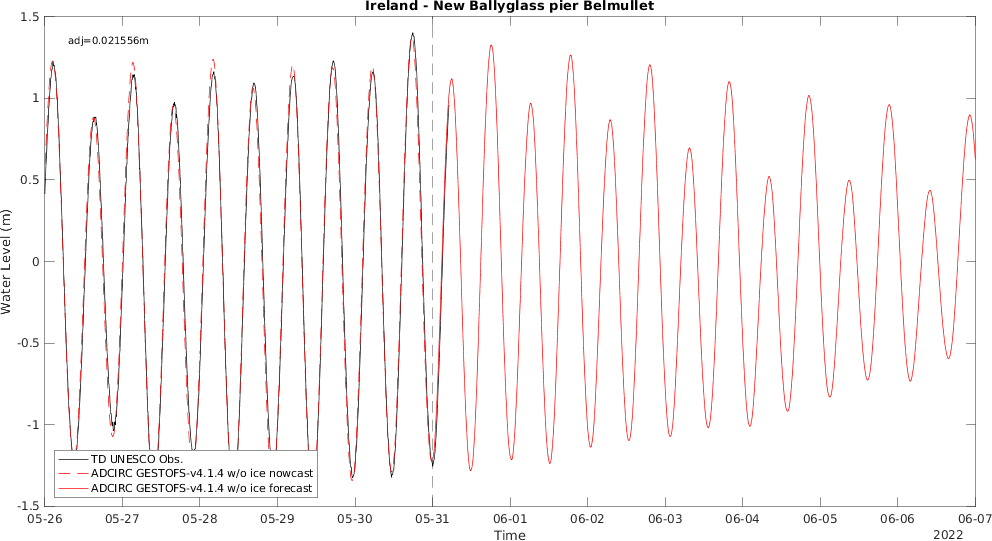 Ireland - New Ballyglass pier Belmullet
adj=0.021556m
1.5
1
0.5
0
-0.5
-1
-1.5
Water Level (m)
TD UNESCO Obs.
ADCIRC GESTOFS-v4.1.4 w/o ice nowcast
ADCIRC GESTOFS-v4.1.4 w/o ice forecast
05-26 05-27 05-28 05-29 05-30 05-31 06-01 06-02 06-03 06-04 06-05 06-06 06-07
Time
2022